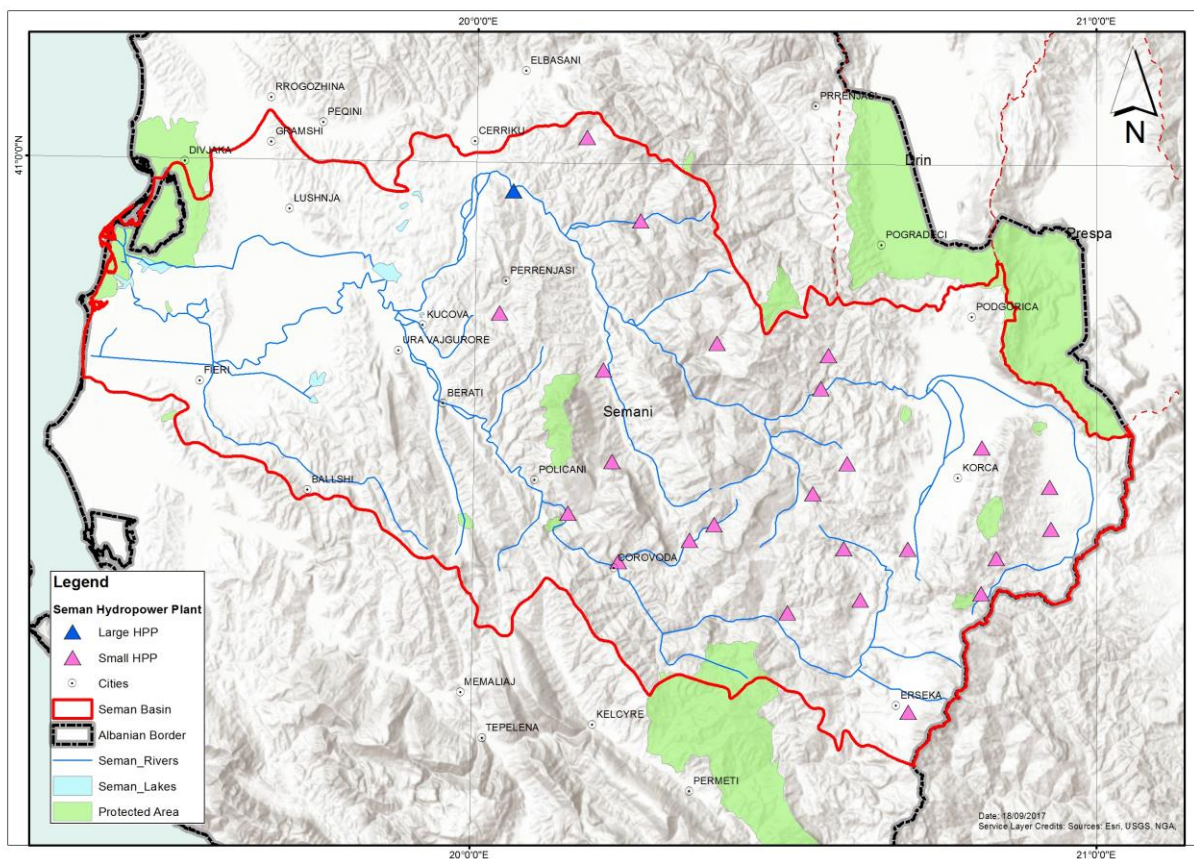 20°0'0"E
21°0'0"E
ELBASANI
N
RROGOZHINA
PEQINI
PRRENJASI
GRAMSHI
CERRIKU
41°0'0"N
DIVJAKA
Drin
LUSHNJA
POGRADECI
Prespa
PERRENJASI
PODGORICA
KUCOVA
URA VAJGURORE
FIERI
BERATI
Semani
POLICANI
KORCA
BALLSHI
COROVODA
Legend
Seman Hydropower Plant
Large HPP
Small HPP
Cities
Seman Basin
Albanian Border
Seman_Rivers
Seman_Lakes
Protected Area
MEMALIAJ
ERSEKA
KELCYRE
TEPELENA
PERMETI
Date: 18/09/2017
Service Layer Credits: Sources: Esri, USGS, NGA,
20°0'0"E
21°0'0"E